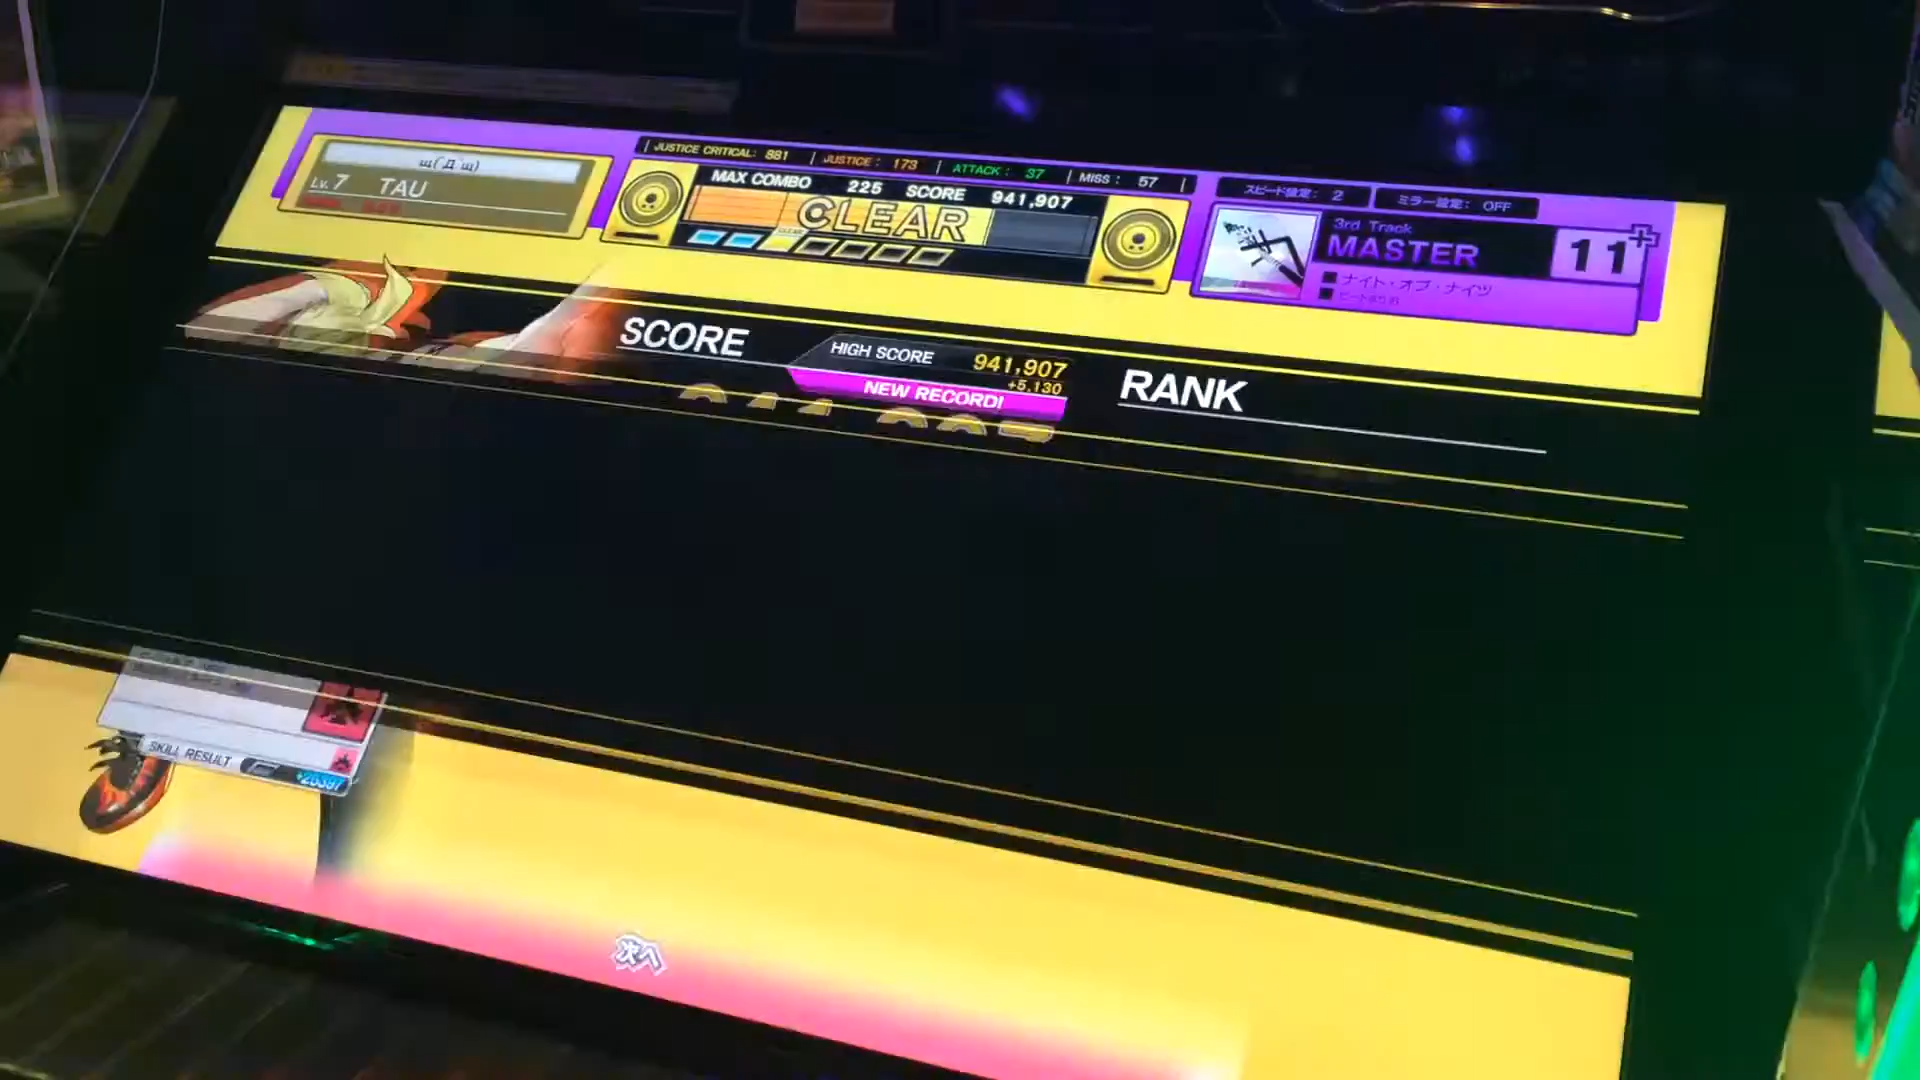 JUSTICE CRITICAL: 881 | JUSTICE: 173 | ATTACK: 37 | MISS: 57
ш(´Д`ш)
Lv.7 TAU
MAX COMBO 225 SCORE 941,907
CLEAR
スピード設定: 2
ミラー設定: OFF
3rd Track
MASTER
11+
ナイト・オブ・ナイツ
SCORE
HIGH SCORE 941,907
+5,130
NEW RECORD!
RANK
SKILL RESULT
+25397
次へ